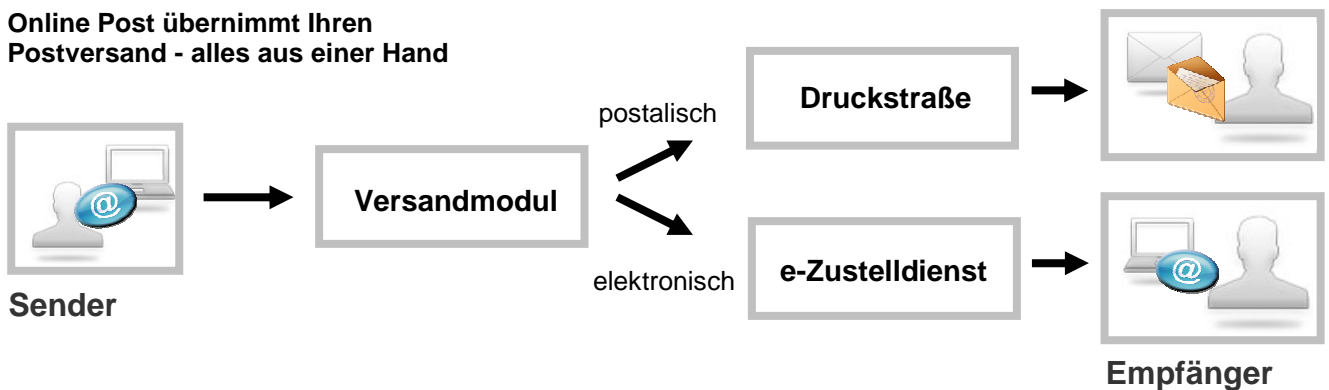 Online Post übernimmt Ihren
Postversand - alles aus einer Hand
Sender
Versandmodul
postalisch
elektronisch
Druckstraße
e-Zustelldienst
Empfänger